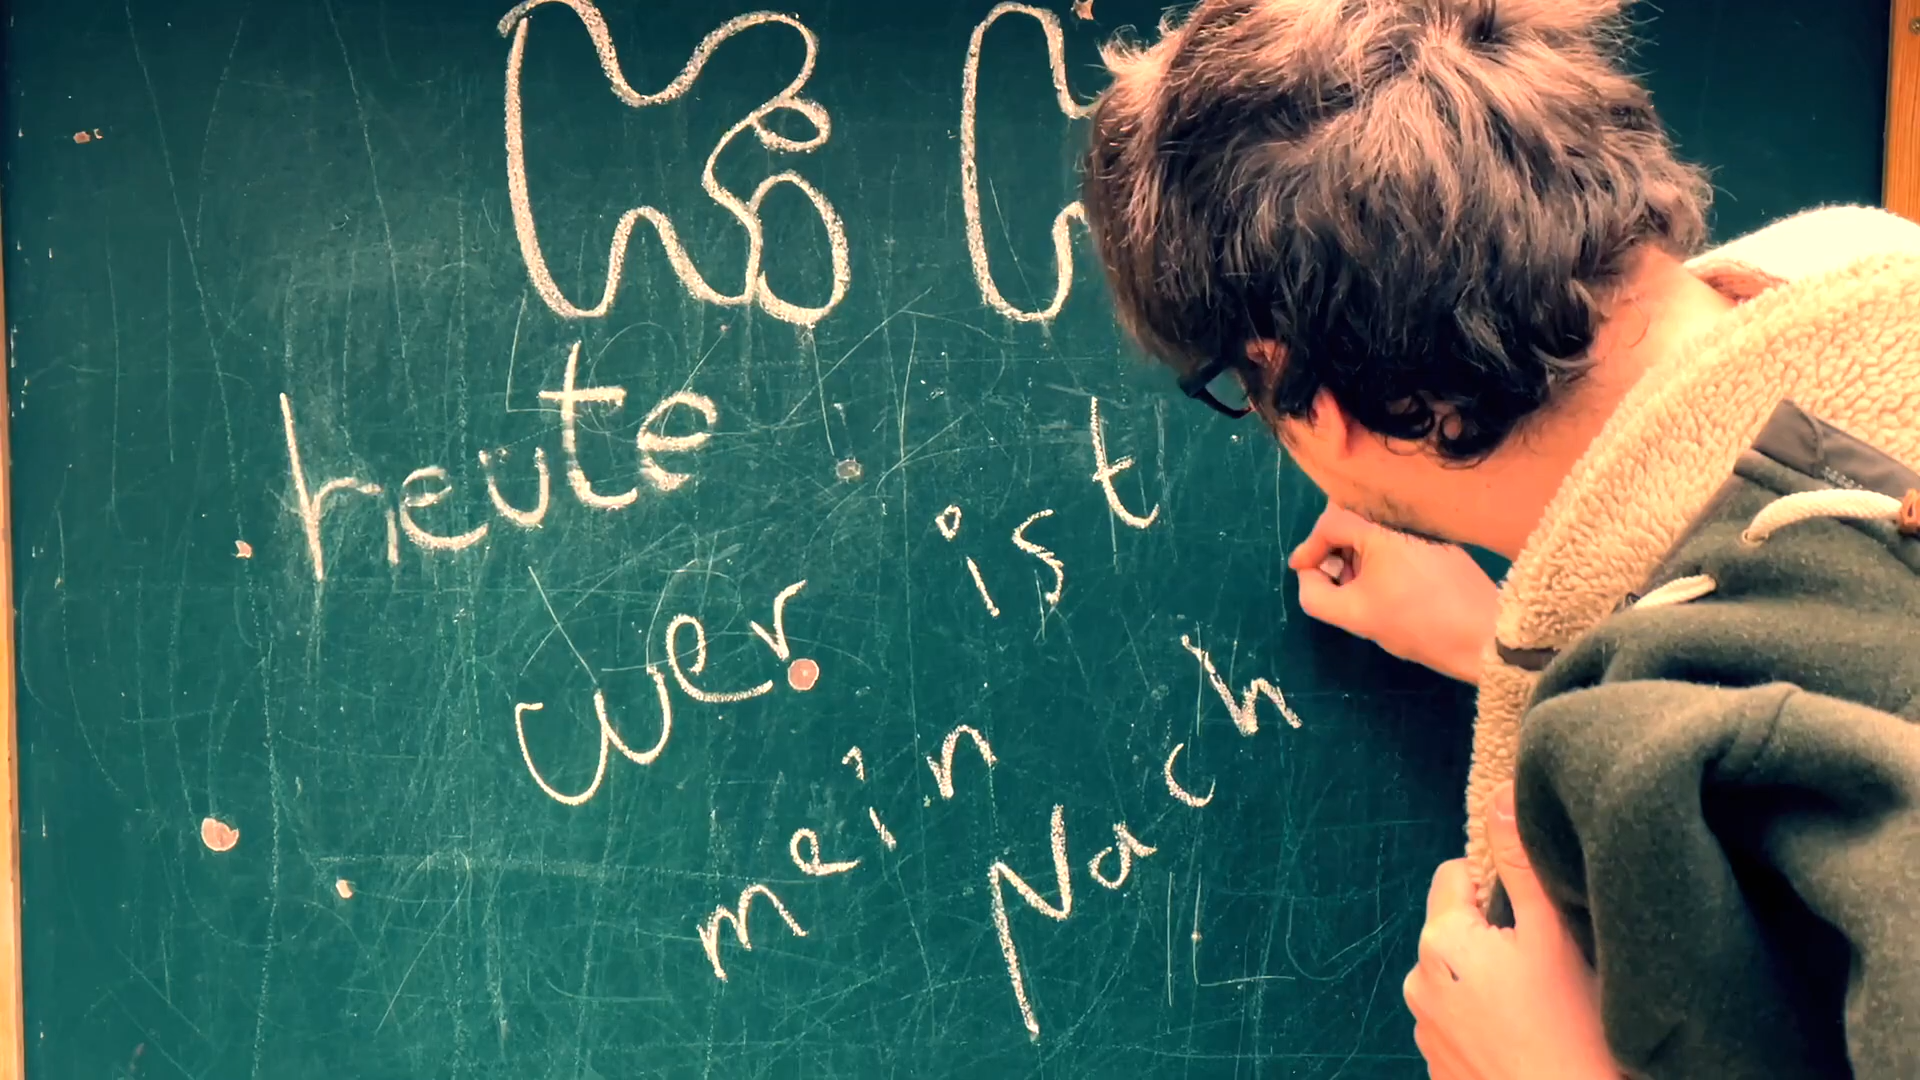 heute
wer ist
mein Nach